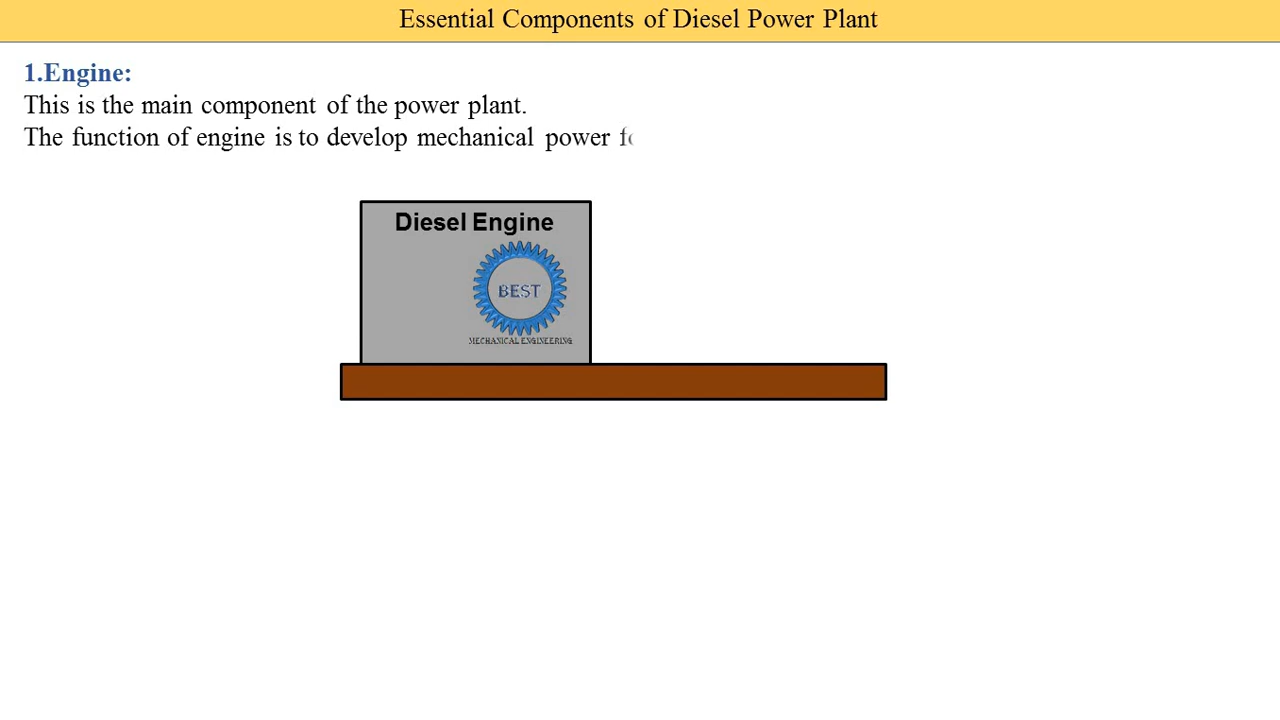 Essential Components of Diesel Power Plant
1.Engine:
This is the main component of the power plant.
The function of engine is to develop mechanical power
Diesel Engine
BEST
MECHANICAL ENGINEERING